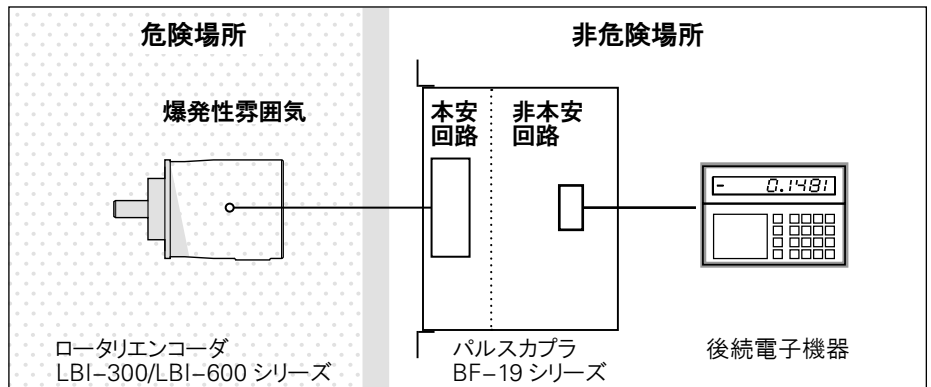 危険場所
非危険場所
爆発性雰囲気
本安
回路
非本安
回路
- 0.1481
ロータリエンコーダ
LBI−300/LBI−600 シリーズ
パルスカプラ
BF−19 シリーズ
後続電子機器